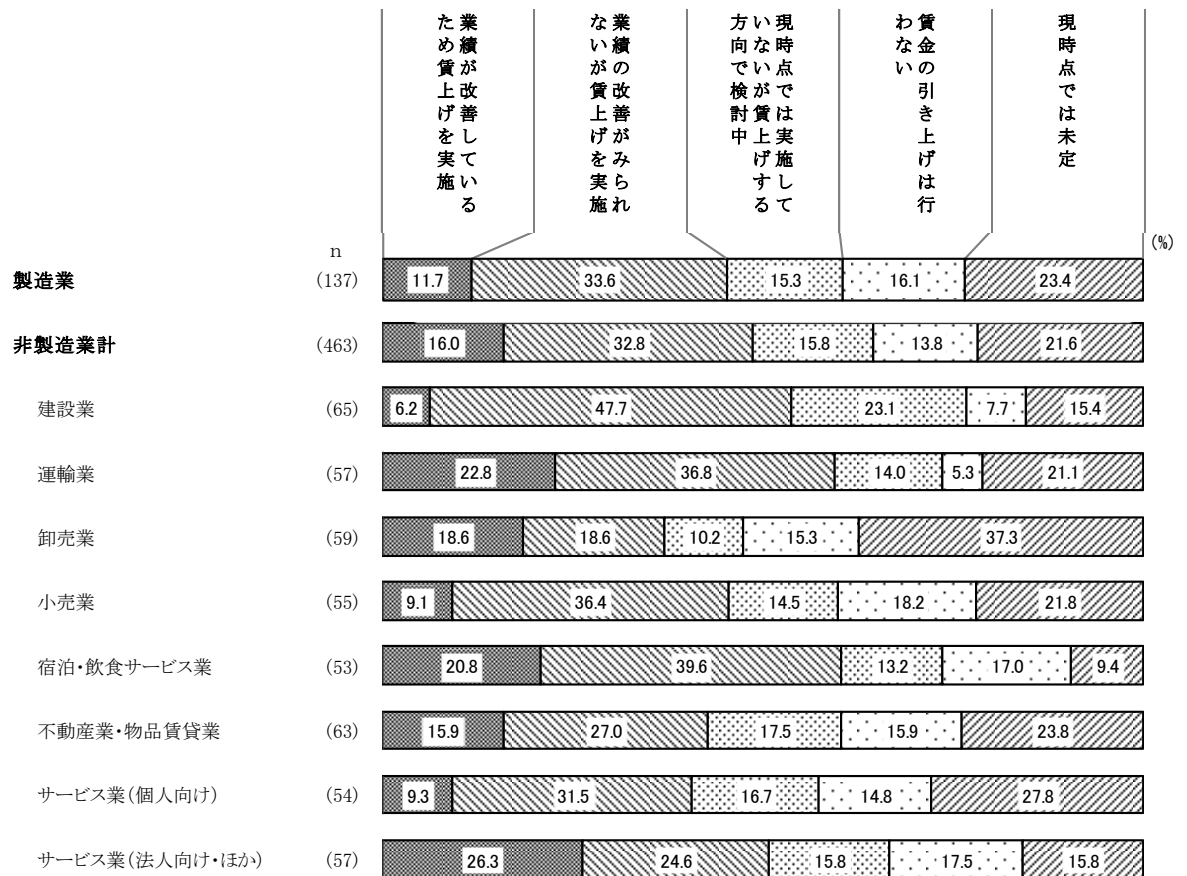 業績が改善している
ため賃上げを実施
業績の改善がみられ
ないが賃上げを実施
現時点では実施して
いないが賃上げする
方向で検討中
賃金の引き上げは行
わない
現時点では未定
n
(%)
製造業 (137) 11.7 33.6 15.3 16.1 23.4
非製造業計 (463) 16.0 32.8 15.8 13.8 21.6
建設業 (65) 6.2 47.7 23.1 7.7 15.4
運輸業 (57) 22.8 36.8 14.0 5.3 21.1
卸売業 (59) 18.6 18.6 10.2 15.3 37.3
小売業 (55) 9.1 36.4 14.5 18.2 21.8
宿泊・飲食サービス業 (53) 20.8 39.6 13.2 17.0 9.4
不動産業・物品賃貸業 (63) 15.9 27.0 17.5 15.9 23.8
サービス業(個人向け) (54) 9.3 31.5 16.7 14.8 27.8
サービス業(法人向け・ほか) (57) 26.3 24.6 15.8 17.5 15.8